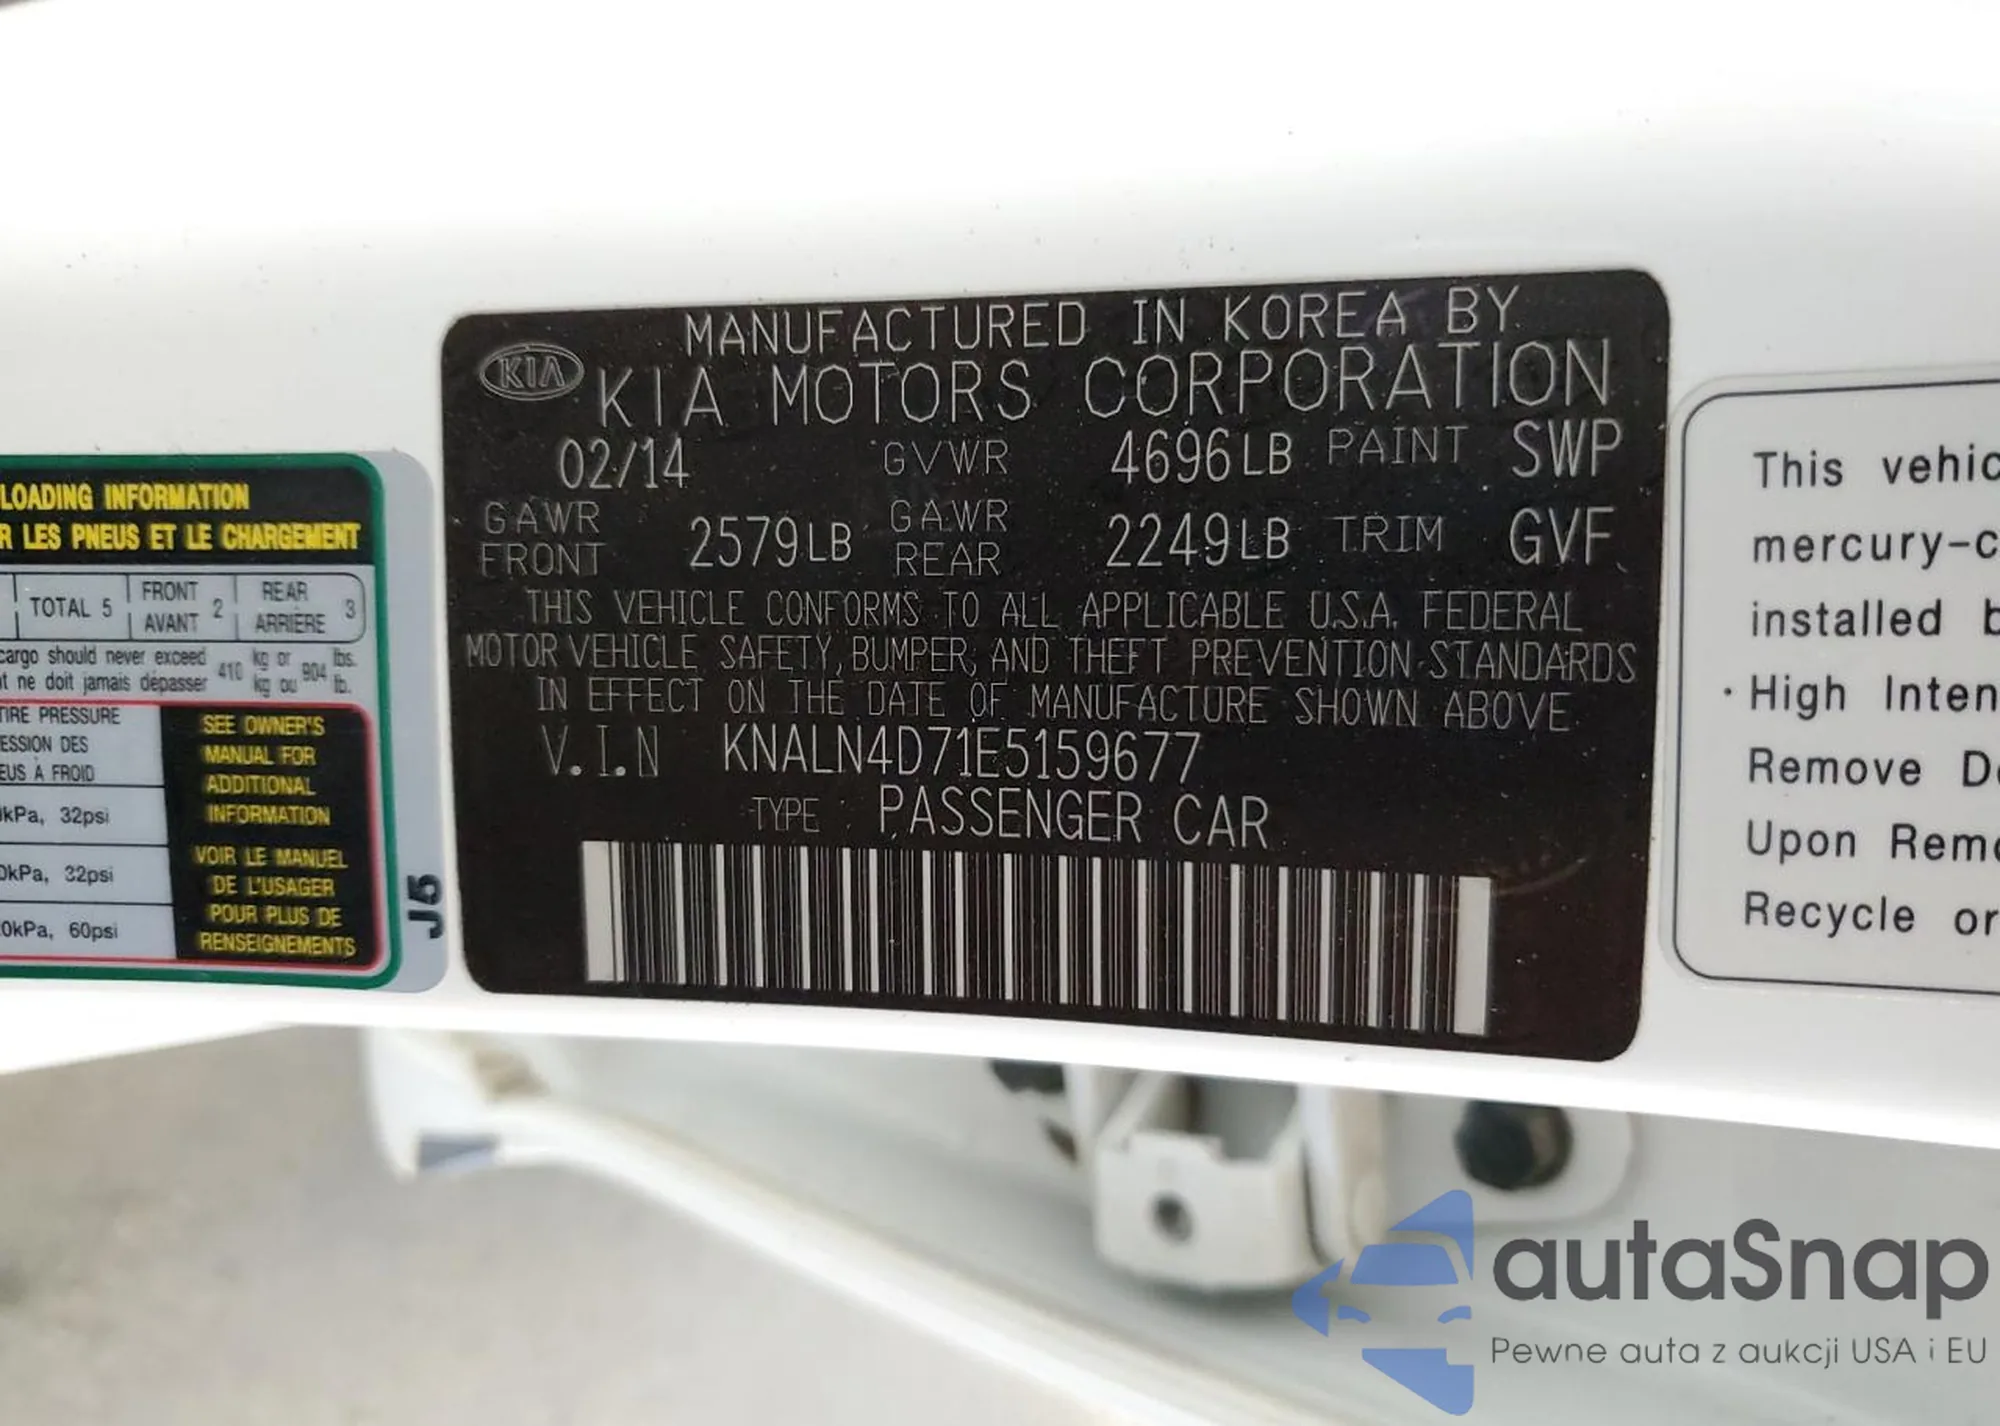 LOADING INFORMATION
R LES PNEUS ET LE CHARGEMENT
TOTAL 5
FRONT
AVANT 2
REAR
ARRIÈRE 3
cargo should never exceed 410 kg or 904 lbs.
nt ne doit jamais dépasser kg ou lb.
TIRE PRESSURE
ESSION DES
EUS À FROID
kPa, 32psi
0kPa, 32psi
0kPa, 60psi
SEE OWNER'S
MANUAL FOR
ADDITIONAL
INFORMATION
VOIR LE MANUEL
DE L'USAGER
POUR PLUS DE
RENSEIGNEMENTS
J5
KIA
MANUFACTURED IN KOREA BY
KIA MOTORS CORPORATION
02/14 GVWR 4696LB PAINT SWP
GAWR FRONT 2579LB GAWR REAR 2249LB TRIM GVF
THIS VEHICLE CONFORMS TO ALL APPLICABLE U.S.A. FEDERAL
MOTOR VEHICLE SAFETY, BUMPER, AND THEFT PREVENTION STANDARDS
IN EFFECT ON THE DATE OF MANUFACTURE SHOWN ABOVE
V.I.N KNALN4D71E5159677
TYPE : PASSENGER CAR
This vehic
mercury-c
installed b
· High Inten
Remove De
Upon Remo
Recycle or
autaSnap
Pewne auta z aukcji USA i EU